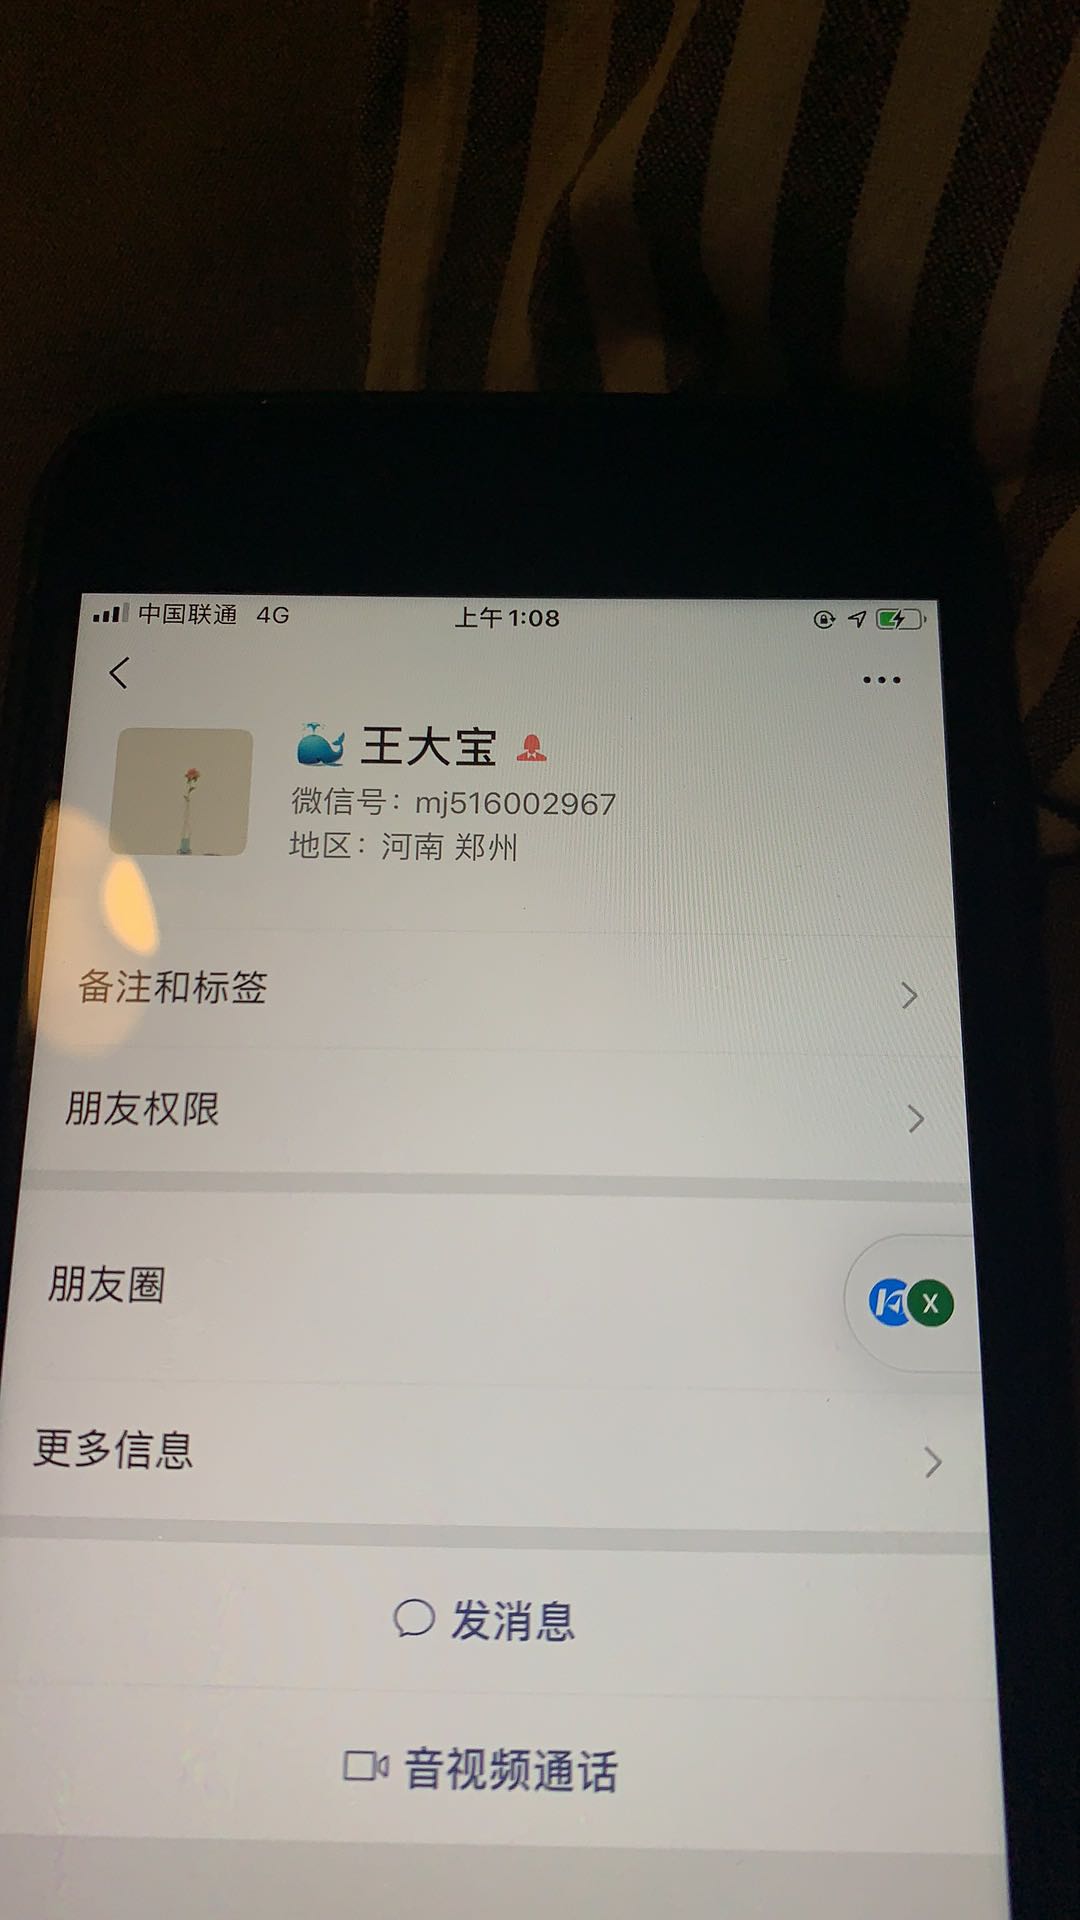 中国联通 4G 上午1:08
🐳 王大宝
微信号：mj516002967
地区：河南 郑州
备注和标签
朋友权限
朋友圈
X
更多信息
发消息
音视频通话